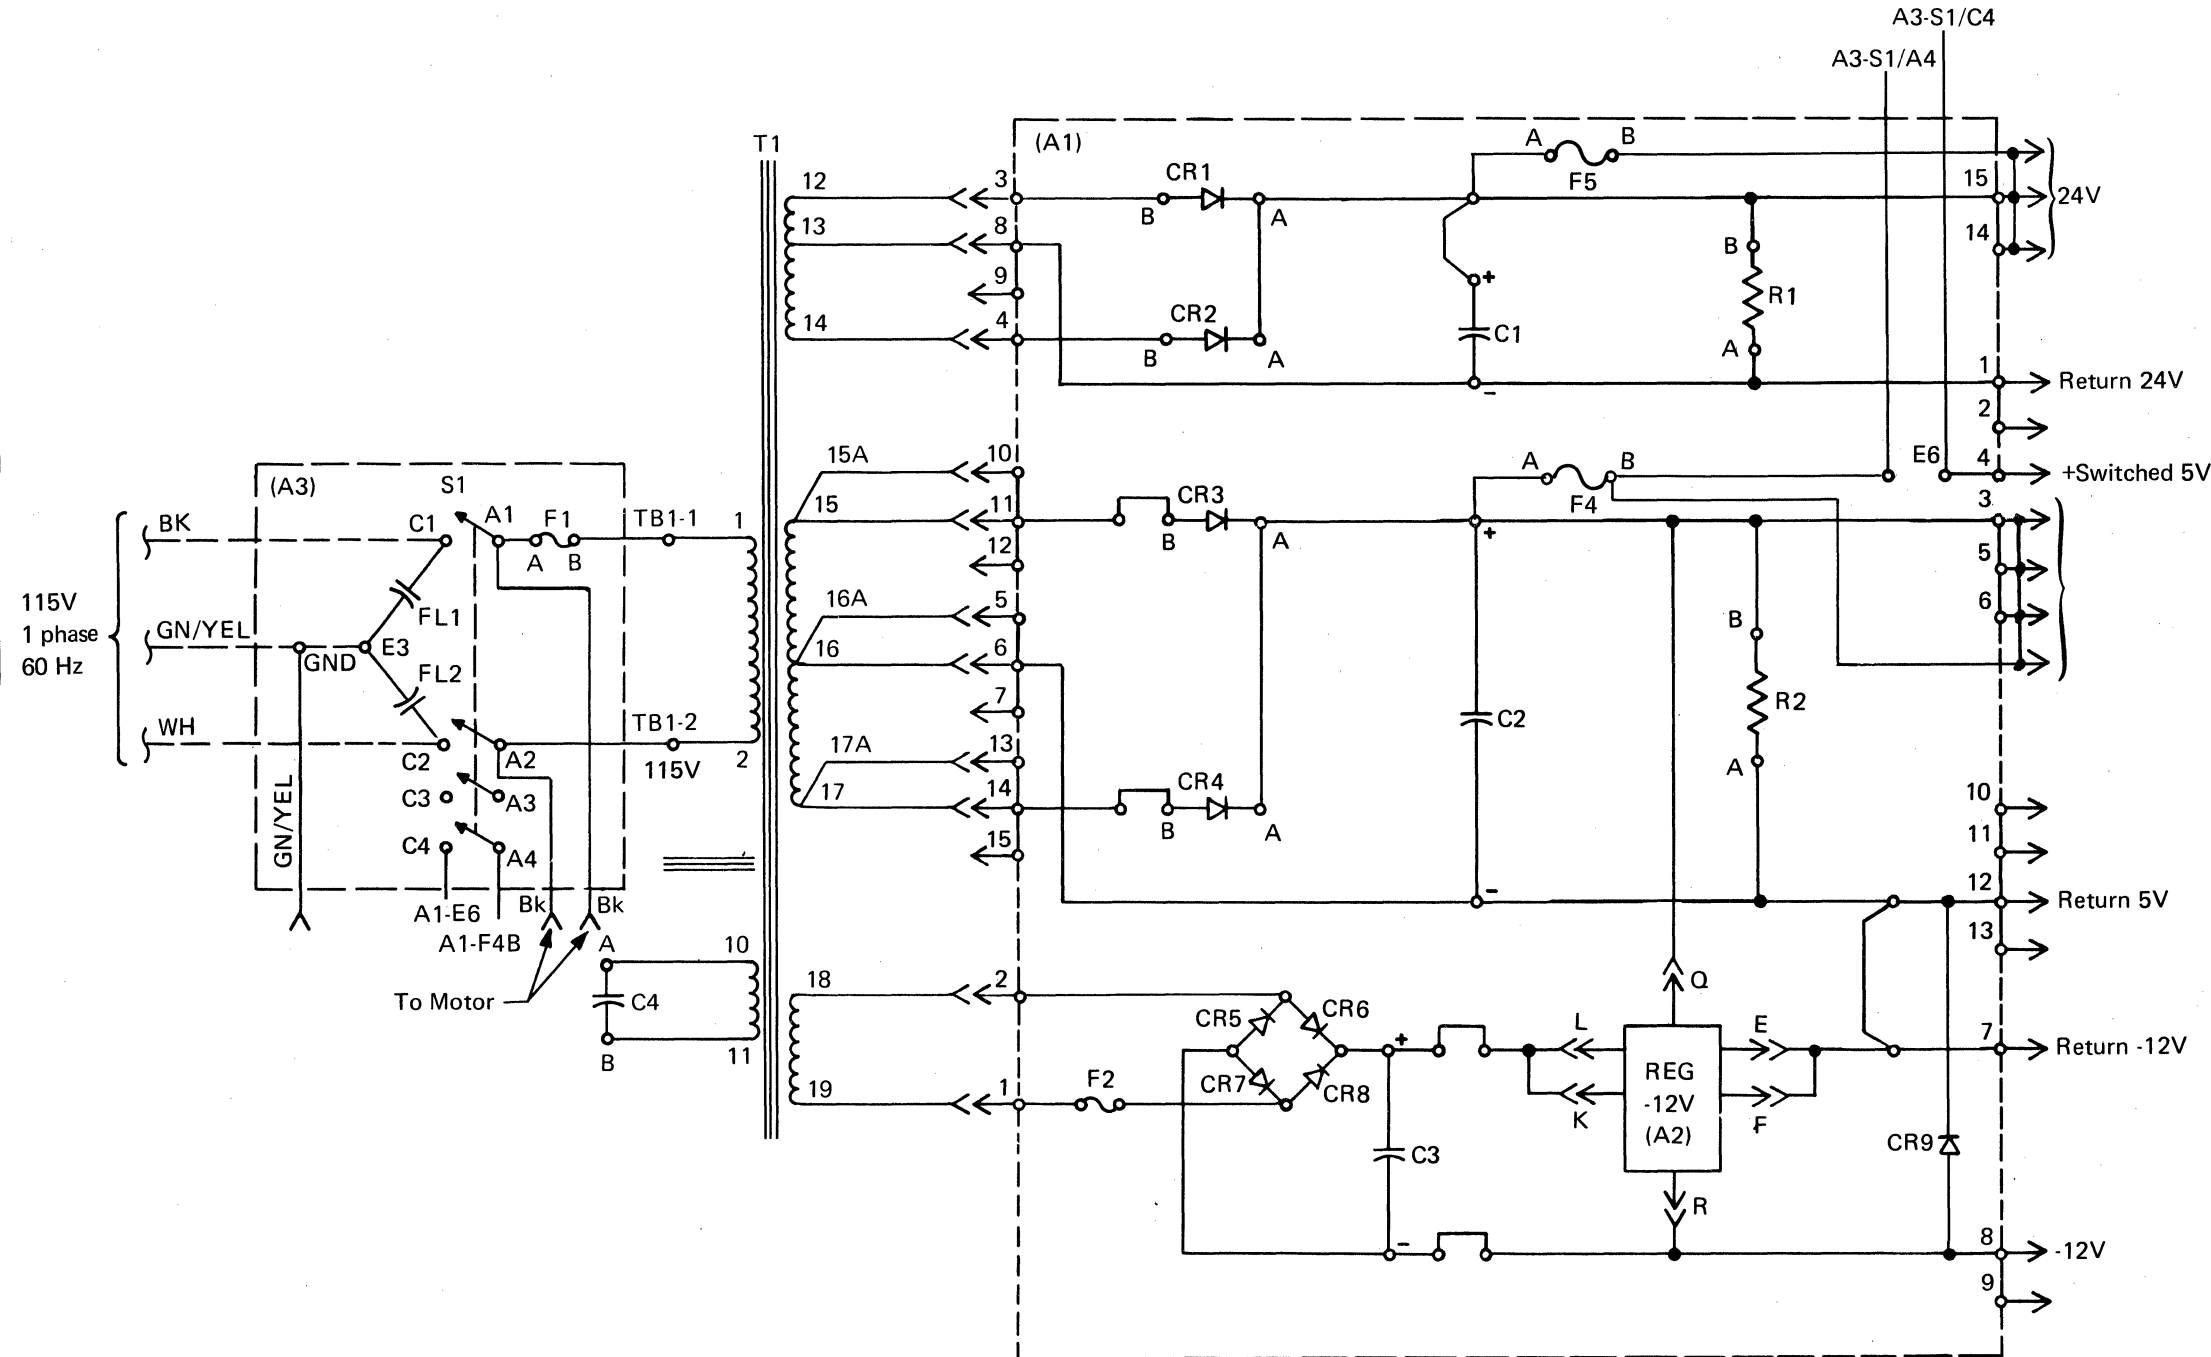 A3-S1/C4
A3-S1/A4
T1
(A1)
A
B
F5
12
3
CR1
B
A
15
24V
13
8
14
9
B
R1
+
14
4
CR2
B
A
C1
A
1
Return 24V
-
2
15A
10
A
B
F4
E6
4
+Switched 5V
(A3)
S1
BK
C1
A1
F1
A
B
TB1-1
1
15
11
CR3
B
A
+
3
12
5
115V
1 phase
60 Hz
GN/YEL
FL1
GND
E3
FL2
16A
5
6
16
6
B
7
R2
C2
WH
TB1-2
C2
A2
115V
2
17A
13
A
GN/YEL
C3
A3
17
14
CR4
B
A
10
C4
A4
15
11
A1-E6
A1-F4B
Bk
Bk
-
12
Return 5V
13
To Motor
A
C4
B
10
11
18
2
Q
CR5
CR6
+
L
E
7
Return -12V
19
1
F2
CR7
CR8
K
REG
-12V
(A2)
F
C3
CR9
R
-
8
-12V
9